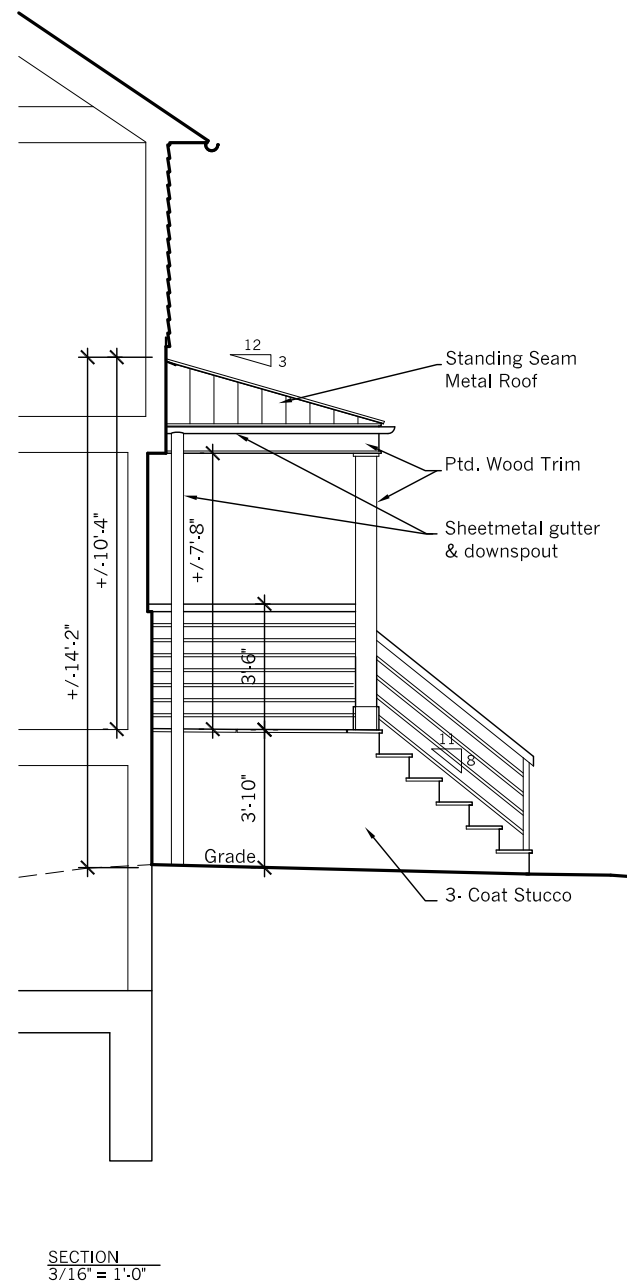 12
3
Standing Seam
Metal Roof
Ptd. Wood Trim
Sheetmetal gutter
& downspout
+/-10'-4"
+/-7'-8"
+/-14'-2"
3'-6"
11
8
3'-10"
Grade
3- Coat Stucco
SECTION
3/16" = 1'-0"